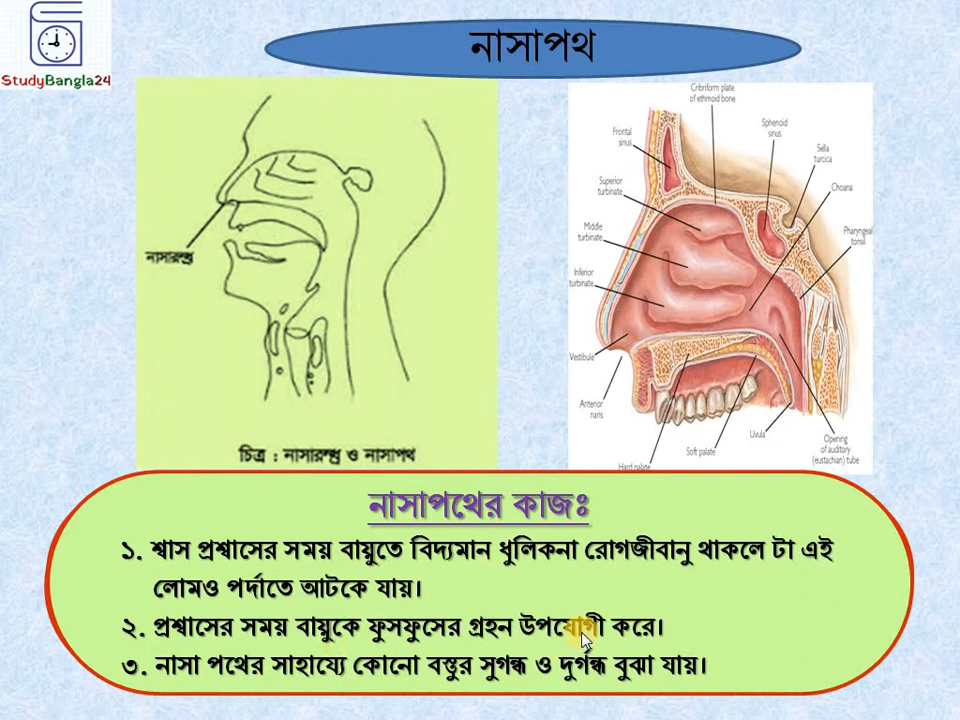 StudyBangla24
নাসাপথ
নাসারন্ধ্র
চিত্র : নাসারন্ধ্র ও নাসাপথ
Cribriform plate
of ethmoid bone
Frontal
sinus
Sphenoid
sinus
Sella
turcica
Superior
turbinate
Choana
Middle
turbinate
Pharyngeal
tonsil
Inferior
turbinate
Vestibule
Anterior
naris
Uvula
Soft palate
Opening
of auditory
(eustachian) tube
Hard palate
নাসাপথের কাজঃ
১. শ্বাস প্রশ্বাসের সময় বায়ুতে বিদ্যমান ধুলিকনা রোগজীবানু থাকলে টা এই
লোমও পর্দাতে আটকে যায়।
২. প্রশ্বাসের সময় বায়ুকে ফুসফুসের গ্রহন উপযোগী করে।
৩. নাসা পথের সাহায্যে কোনো বস্তুর সুগন্ধ ও দুর্গন্ধ বুঝা যায়।